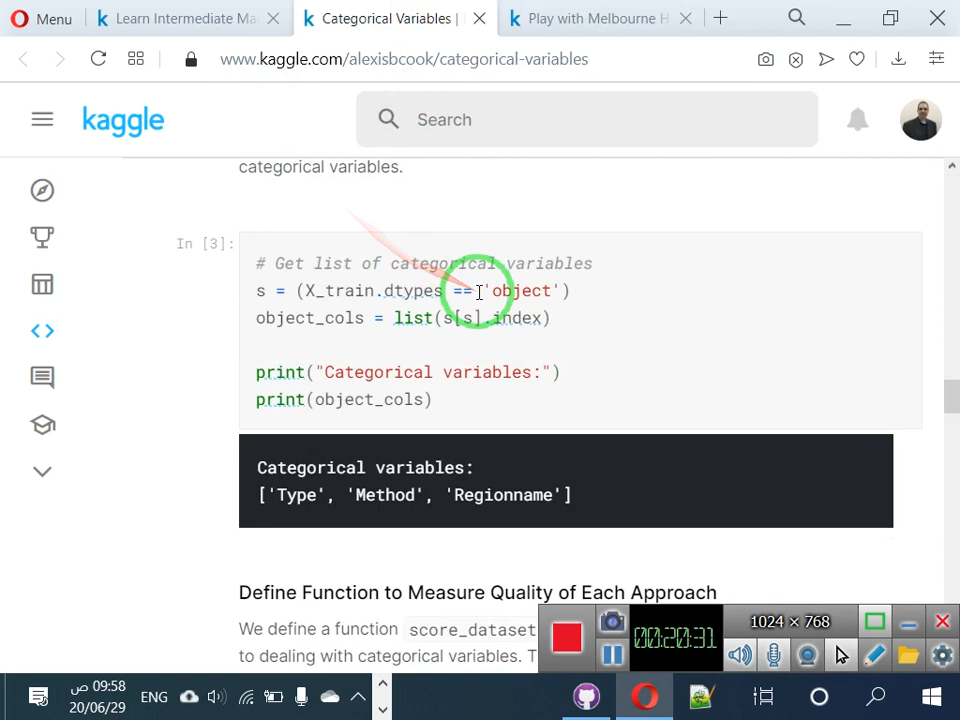 Menu
Learn Intermediate Ma
Categorical Variables |
Play with Melbourne H
www.kaggle.com/alexisbcook/categorical-variables
kaggle
Search
categorical variables.
In [3]:
# Get list of categorical variables
s = (X_train.dtypes == 'object')
object_cols = list(s[s].index)
print("Categorical variables:")
print(object_cols)
Categorical variables:
['Type', 'Method', 'Regionname']
Define Function to Measure Quality of Each Approach
We define a function score_dataset
to dealing with categorical variables. T
1024 × 768
00:20:31
09:58 ص
20/06/29
ENG